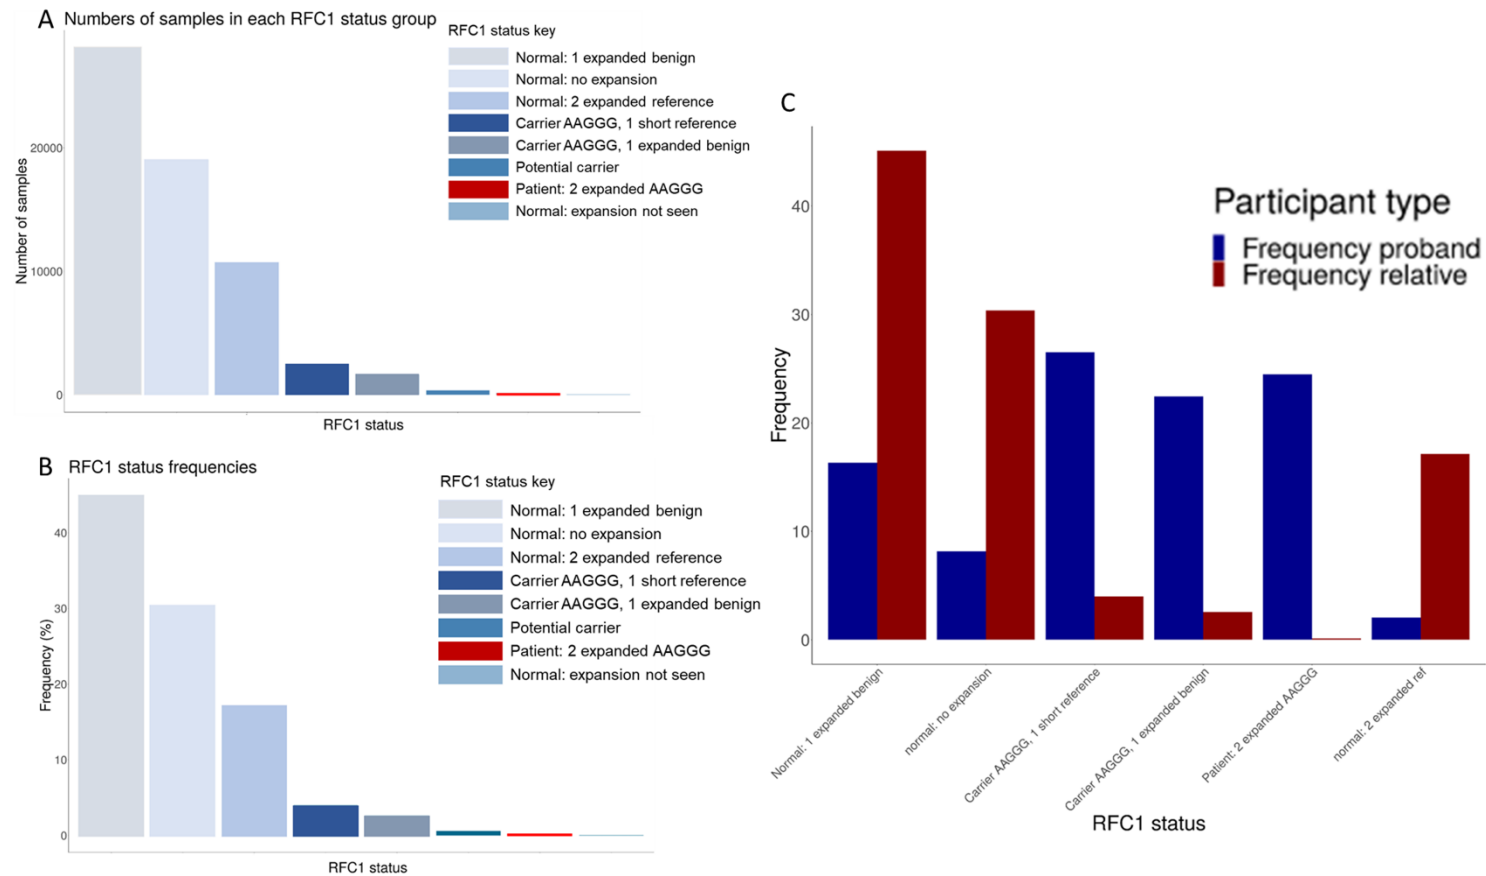 A Numbers of samples in each RFC1 status group
RFC1 status key
Normal: 1 expanded benign
Normal: no expansion
Normal: 2 expanded reference
Carrier AAGGG, 1 short reference
Carrier AAGGG, 1 expanded benign
Potential carrier
Patient: 2 expanded AAGGG
Normal: expansion not seen
Number of samples
20000
10000
0
RFC1 status
B RFC1 status frequencies
RFC1 status key
Normal: 1 expanded benign
Normal: no expansion
Normal: 2 expanded reference
Carrier AAGGG, 1 short reference
Carrier AAGGG, 1 expanded benign
Potential carrier
Patient: 2 expanded AAGGG
Normal: expansion not seen
Frequency (%)
40
30
20
10
0
RFC1 status
C
Participant type
Frequency proband
Frequency relative
Frequency
40
30
20
10
0
Normal: 1 expanded benign
normal: no expansion
Carrier AAGGG, 1 short reference
Carrier AAGGG, 1 expanded benign
Patient: 2 expanded AAGGG
normal: 2 expanded ref
RFC1 status